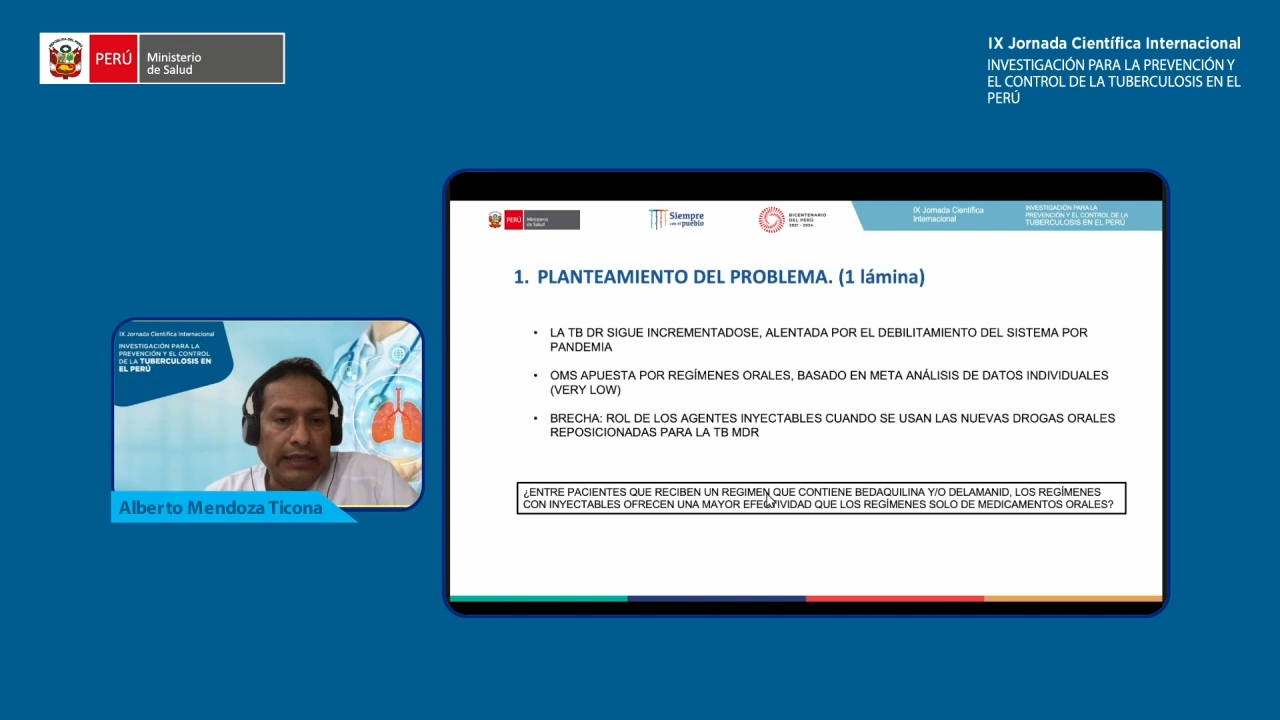 PERÚ
Ministerio
de Salud
IX Jornada Científica Internacional
INVESTIGACIÓN PARA LA PREVENCIÓN Y
EL CONTROL DE LA TUBERCULOSIS EN EL
PERÚ
PERÚ
Ministerio
de Salud
Siempre
con el pueblo
BICENTENARIO
DEL PERÚ
2021 - 2024
IX Jornada Científica
Internacional
INVESTIGACIÓN PARA LA
PREVENCIÓN Y EL CONTROL DE LA
TUBERCULOSIS EN EL PERÚ
1. PLANTEAMIENTO DEL PROBLEMA. (1 lámina)
• LA TB DR SIGUE INCREMENTADOSE, ALENTADA POR EL DEBILITAMIENTO DEL SISTEMA POR
PANDEMIA
• OMS APUESTA POR REGÍMENES ORALES, BASADO EN META ANÁLISIS DE DATOS INDIVIDUALES
(VERY LOW)
• BRECHA: ROL DE LOS AGENTES INYECTABLES CUANDO SE USAN LAS NUEVAS DROGAS ORALES
REPOSICIONADAS PARA LA TB MDR
¿ENTRE PACIENTES QUE RECIBEN UN REGIMEN QUE CONTIENE BEDAQUILINA Y/O DELAMANID, LOS REGÍMENES
CON INYECTABLES OFRECEN UNA MAYOR EFECTIVIDAD QUE LOS REGÍMENES SOLO DE MEDICAMENTOS ORALES?
IX Jornada Científica Internacional
INVESTIGACIÓN PARA LA
PREVENCIÓN Y EL CONTROL
DE LA TUBERCULOSIS EN
EL PERÚ
Alberto Mendoza Ticona